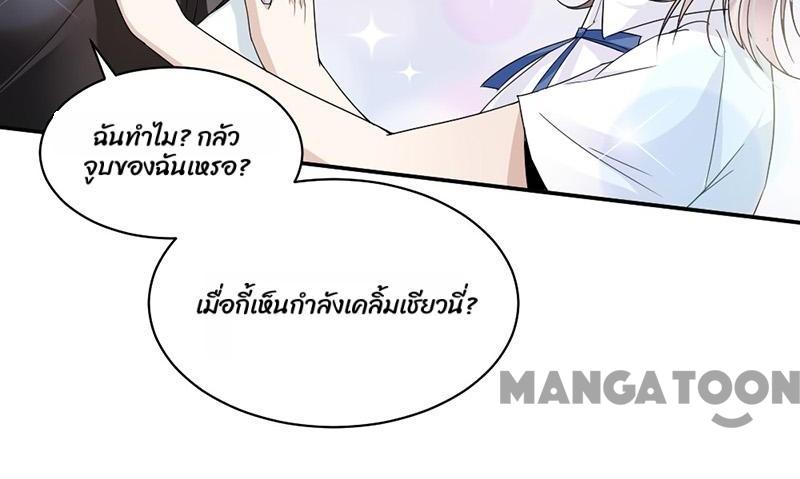 ฉันทำไม? กลัว
จูบของฉันเหรอ?
เมื่อกี้เห็นกำลังเคลิ้มเชียวนี่?
MANGATOON